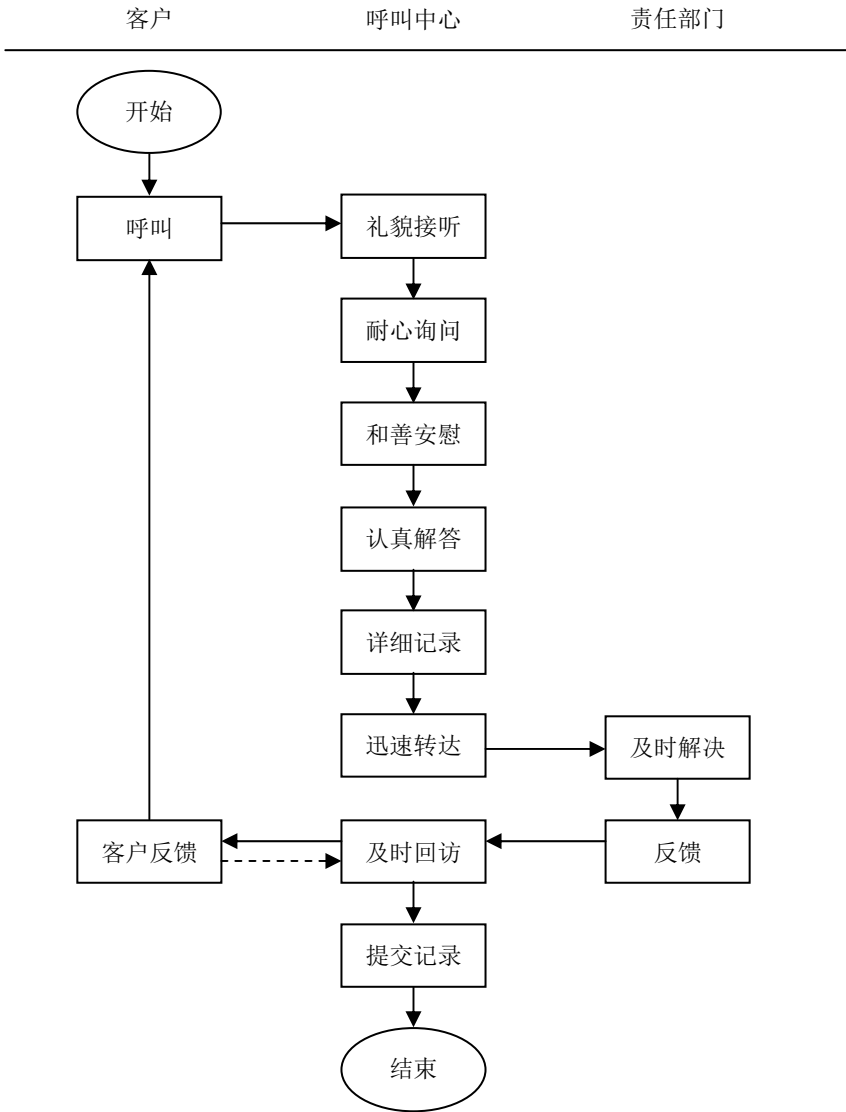 客户 呼叫中心 责任部门
开始
呼叫 礼貌接听
耐心询问
和善安慰
认真解答
详细记录
迅速转达 及时解决
客户反馈 及时回访 反馈
提交记录
结束